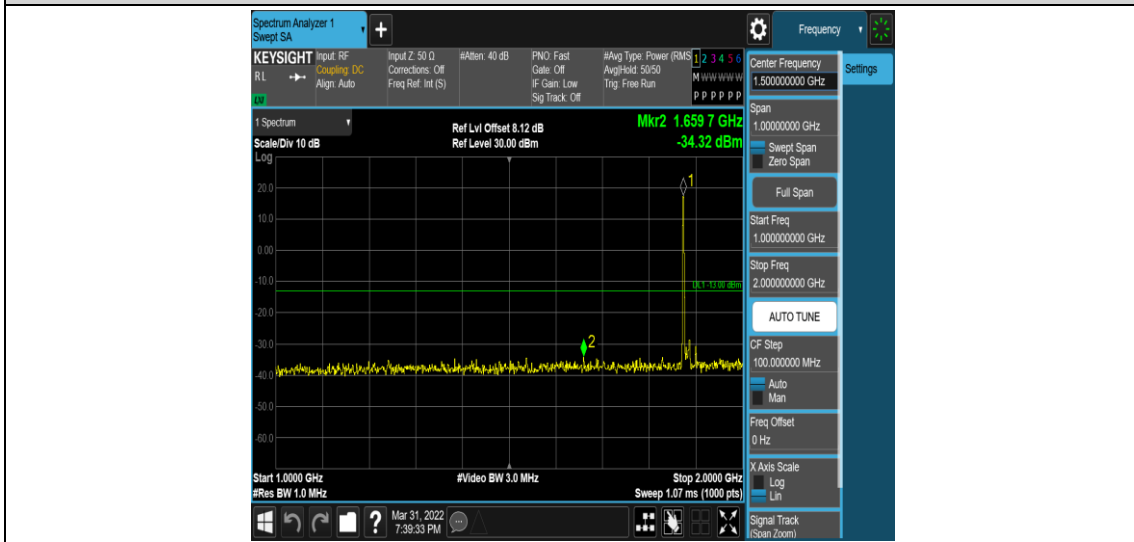 Spectrum Analyzer 1
Swept SA
+
Frequency
KEYSIGHT
RL
LXI
Input: RF
Coupling: DC
Align: Auto
Input Z: 50 Ω
Corrections: Off
Freq Ref: Int (S)
#Atten: 40 dB
PNO: Fast
Gate: Off
IF Gain: Low
Sig Track: Off
#Avg Type: Power (RMS
Avg|Hold: 50/50
Trig: Free Run
1 2 3 4 5 6
M W W W W W
P P P P P P
1 Spectrum
Scale/Div 10 dB
Log
Ref Lvl Offset 8.12 dB
Ref Level 30.00 dBm
Mkr2 1.659 7 GHz
-34.32 dBm
1
20.0
10.0
0.00
-10.0
DL1 -13.00 dBm
-20.0
-30.0
2
-40.0
-50.0
-60.0
Start 1.0000 GHz
#Res BW 1.0 MHz
#Video BW 3.0 MHz
Stop 2.0000 GHz
Sweep 1.07 ms (1000 pts)
?
Mar 31, 2022
7:39:33 PM
Center Frequency
1.500000000 GHz
Settings
Span
1.00000000 GHz
Swept Span
Zero Span
Full Span
Start Freq
1.000000000 GHz
Stop Freq
2.000000000 GHz
AUTO TUNE
CF Step
100.000000 MHz
Auto
Man
Freq Offset
0 Hz
X Axis Scale
Log
Lin
Signal Track
(Span Zoom)